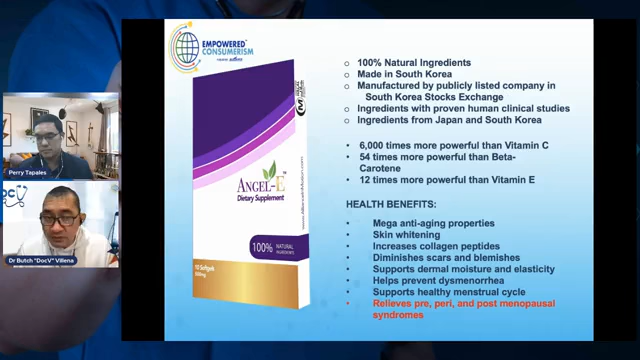 EMPOWERED
CONSUMERISM
Perry Tapales
Dr Butch "DocV" Villena
ANGEL-E
Dietary Supplement
100% NATURAL
INGREDIENTS
10 Softgels
o 100% Natural Ingredients
o Made in South Korea
o Manufactured by publicly listed company in
South Korea Stocks Exchange
o Ingredients with proven human clinical studies
o Ingredients from Japan and South Korea
• 6,000 times more powerful than Vitamin C
• 54 times more powerful than Beta-
Carotene
• 12 times more powerful than Vitamin E
HEALTH BENEFITS:
• Mega anti-aging properties
• Skin whitening
• Increases collagen peptides
• Diminishes scars and blemishes
• Supports dermal moisture and elasticity
• Helps prevent dysmenorrhea
• Supports healthy menstrual cycle
• Relieves pre, peri, and post menopausal
syndromes